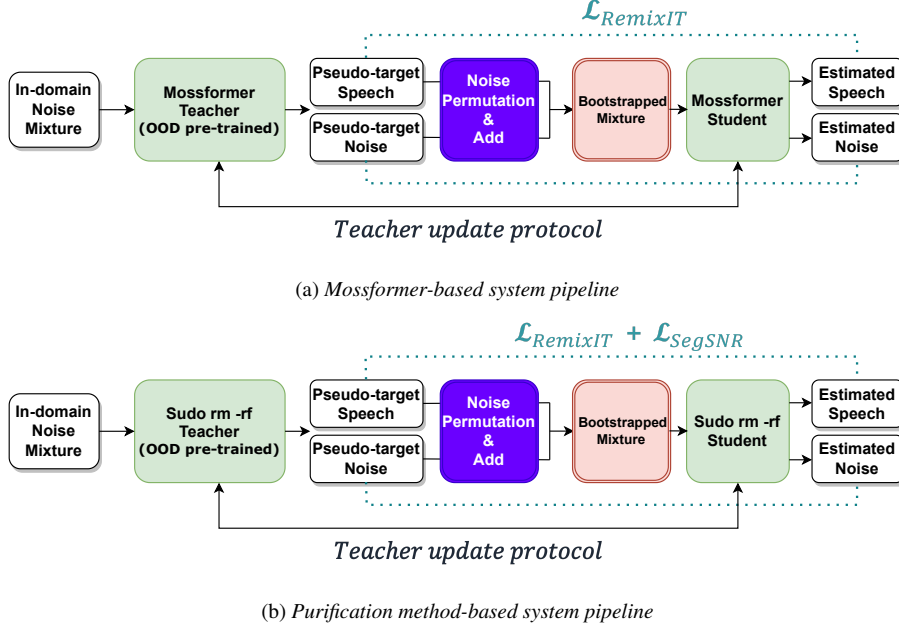 ℒ_RemixIT
In-domain
Noise
Mixture
Mossformer
Teacher
(OOD pre-trained)
Pseudo-target
Speech
Pseudo-target
Noise
Noise
Permutation
&
Add
Bootstrapped
Mixture
Mossformer
Student
Estimated
Speech
Estimated
Noise
Teacher update protocol
(a) Mossformer-based system pipeline
ℒ_RemixIT + ℒ_SegSNR
In-domain
Noise
Mixture
Sudo rm -rf
Teacher
(OOD pre-trained)
Pseudo-target
Speech
Pseudo-target
Noise
Noise
Permutation
&
Add
Bootstrapped
Mixture
Sudo rm -rf
Student
Estimated
Speech
Estimated
Noise
Teacher update protocol
(b) Purification method-based system pipeline